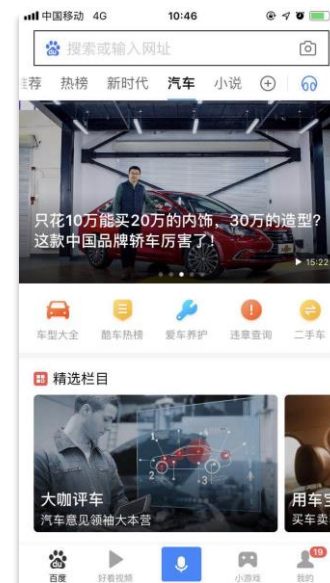 中国移动 4G 10:46
搜索或输入网址
荐 热榜 新时代 汽车 小说
只花10万能买20万的内饰，30万的造型?
这款中国品牌轿车厉害了!
15:22
车型大全 酷车热榜 爱车养护 违章查询 二手车
精选栏目
1
2
3
大咖评车 用车宝
汽车意见领袖大本营 买车卖
19
百度 好看视频 小游戏 我的